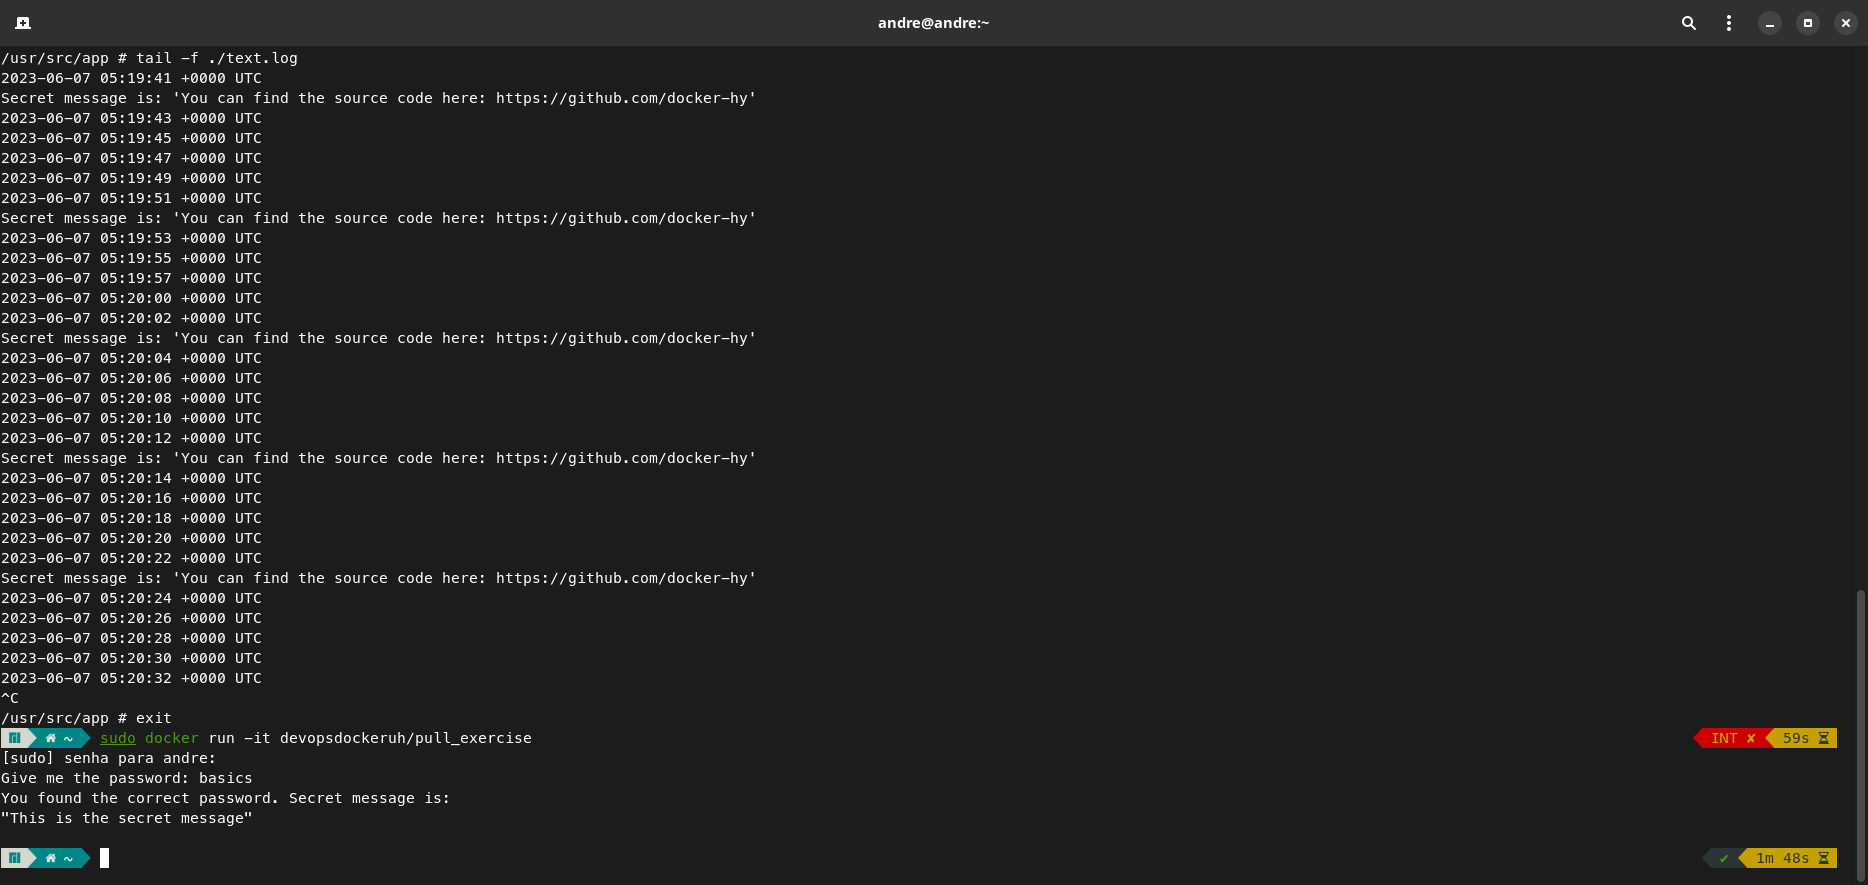 andre@andre:~
/usr/src/app # tail -f ./text.log
2023-06-07 05:19:41 +0000 UTC
Secret message is: 'You can find the source code here: https://github.com/docker-hy'
2023-06-07 05:19:43 +0000 UTC
2023-06-07 05:19:45 +0000 UTC
2023-06-07 05:19:47 +0000 UTC
2023-06-07 05:19:49 +0000 UTC
2023-06-07 05:19:51 +0000 UTC
Secret message is: 'You can find the source code here: https://github.com/docker-hy'
2023-06-07 05:19:53 +0000 UTC
2023-06-07 05:19:55 +0000 UTC
2023-06-07 05:19:57 +0000 UTC
2023-06-07 05:20:00 +0000 UTC
2023-06-07 05:20:02 +0000 UTC
Secret message is: 'You can find the source code here: https://github.com/docker-hy'
2023-06-07 05:20:04 +0000 UTC
2023-06-07 05:20:06 +0000 UTC
2023-06-07 05:20:08 +0000 UTC
2023-06-07 05:20:10 +0000 UTC
2023-06-07 05:20:12 +0000 UTC
Secret message is: 'You can find the source code here: https://github.com/docker-hy'
2023-06-07 05:20:14 +0000 UTC
2023-06-07 05:20:16 +0000 UTC
2023-06-07 05:20:18 +0000 UTC
2023-06-07 05:20:20 +0000 UTC
2023-06-07 05:20:22 +0000 UTC
Secret message is: 'You can find the source code here: https://github.com/docker-hy'
2023-06-07 05:20:24 +0000 UTC
2023-06-07 05:20:26 +0000 UTC
2023-06-07 05:20:28 +0000 UTC
2023-06-07 05:20:30 +0000 UTC
2023-06-07 05:20:32 +0000 UTC
^C
/usr/src/app # exit
~ sudo docker run -it devopsdockeruh/pull_exercise INT ✘ 59s
[sudo] senha para andre:
Give me the password: basics
You found the correct password. Secret message is:
"This is the secret message"
~ ✔ 1m 48s